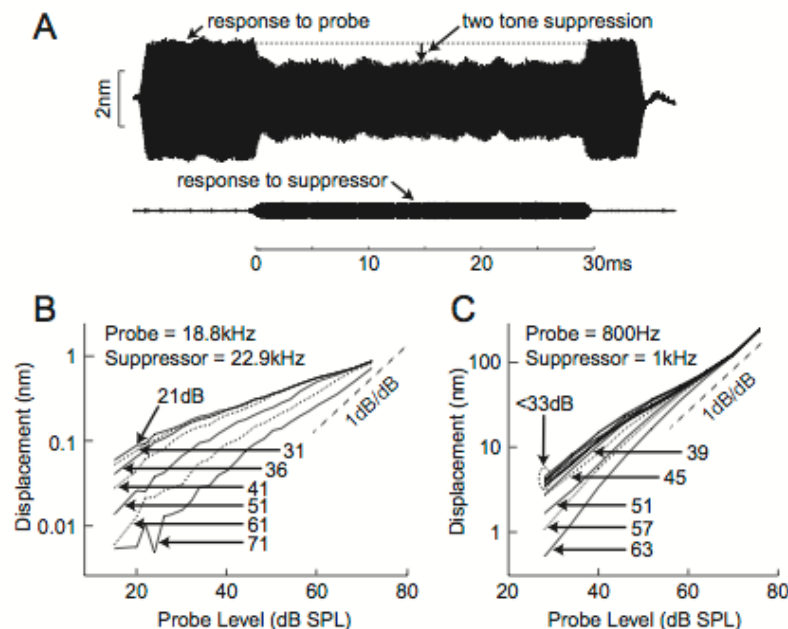 A
response to probe
two tone suppression
2nm
response to suppressor
0 10 20 30ms
B
Probe = 18.8kHz
Suppressor = 22.9kHz
21dB
1dB/dB
31
36
41
51
61
71
Displacement (nm)
1
0.1
0.01
20 40 60 80
Probe Level (dB SPL)
C
Probe = 800Hz
Suppressor = 1kHz
<33dB
1dB/dB
39
45
51
57
63
Displacement (nm)
100
10
1
20 40 60 80
Probe Level (dB SPL)